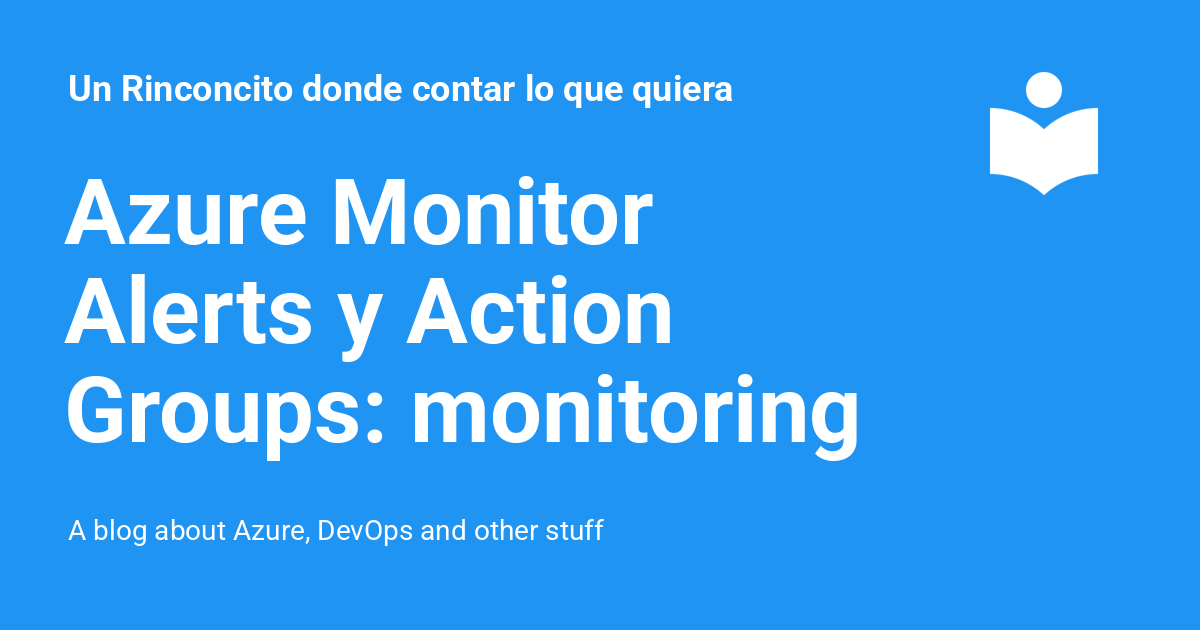 Un Rinconcito donde contar lo que quiera
Azure Monitor
Alerts y Action
Groups: monitoring
A blog about Azure, DevOps and other stuff